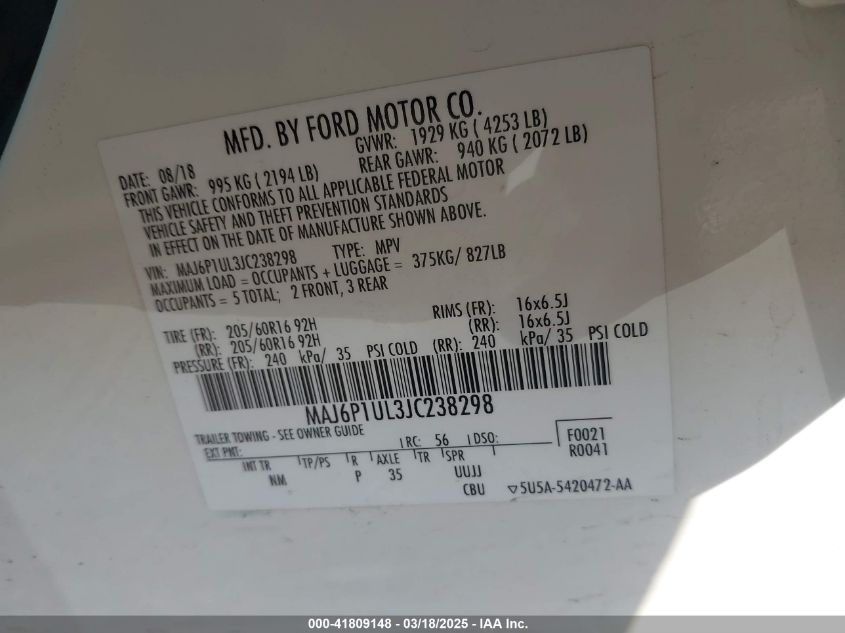 MFD. BY FORD MOTOR CO.
DATE: 08/18 GVWR: 1929 KG ( 4253 LB)
FRONT GAWR: 995 KG ( 2194 LB) REAR GAWR: 940 KG ( 2072 LB)
THIS VEHICLE CONFORMS TO ALL APPLICABLE FEDERAL MOTOR
VEHICLE SAFETY AND THEFT PREVENTION STANDARDS
IN EFFECT ON THE DATE OF MANUFACTURE SHOWN ABOVE.
VIN: MAJ6P1UL3JC238298 TYPE: MPV
MAXIMUM LOAD = OCCUPANTS + LUGGAGE = 375KG/ 827LB
OCCUPANTS = 5 TOTAL; 2 FRONT, 3 REAR
TIRE (FR): 205/60R16 92H RIMS (FR): 16x6.5J
(RR): 205/60R16 92H (RR): 16x6.5J
PRESSURE (FR): 240 kPa/ 35 PSI COLD (RR): 240 kPa/ 35 PSI COLD
MAJ6P1UL3JC238298
TRAILER TOWING - SEE OWNER GUIDE
EXT PNT: RC: 56 DSO: F0021
R0041
INT TR TP/PS R AXLE TR SPR
NM P 35 UUJJ
CBU 5U5A-5420472-AA
000-41809148 - 03/18/2025 - IAA Inc.